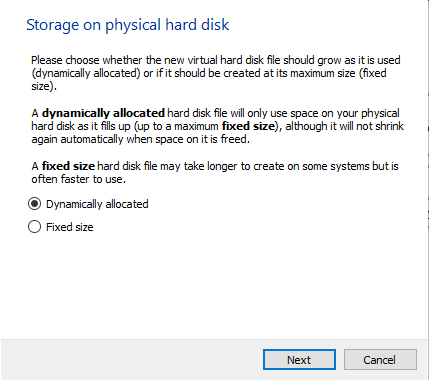 Storage on physical hard disk
Please choose whether the new virtual hard disk file should grow as it is used
(dynamically allocated) or if it should be created at its maximum size (fixed
size).
A dynamically allocated hard disk file will only use space on your physical
hard disk as it fills up (up to a maximum fixed size), although it will not shrink
again automatically when space on it is freed.
A fixed size hard disk file may take longer to create on some systems but is
often faster to use.
Dynamically allocated
Fixed size
Next
Cancel